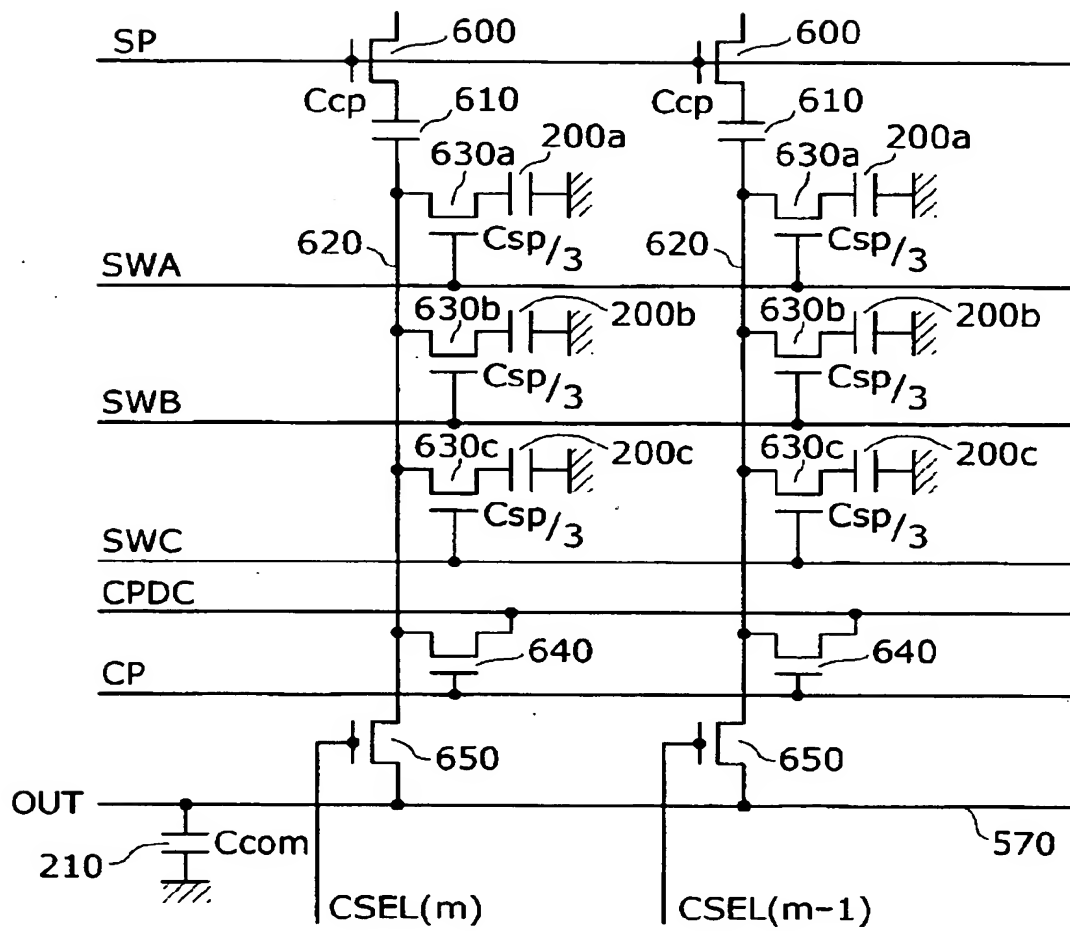 SP 600 600
Ccp Ccp
610 610
630a 200a 630a 200a
620 Csp/3 620 Csp/3
SWA
630b 200b 630b 200b
Csp/3 Csp/3
SWB
630c 200c 630c 200c
Csp/3 Csp/3
SWC
CPDC
640 640
CP
650 650
OUT
210 Ccom 570
CSEL(m) CSEL(m-1)